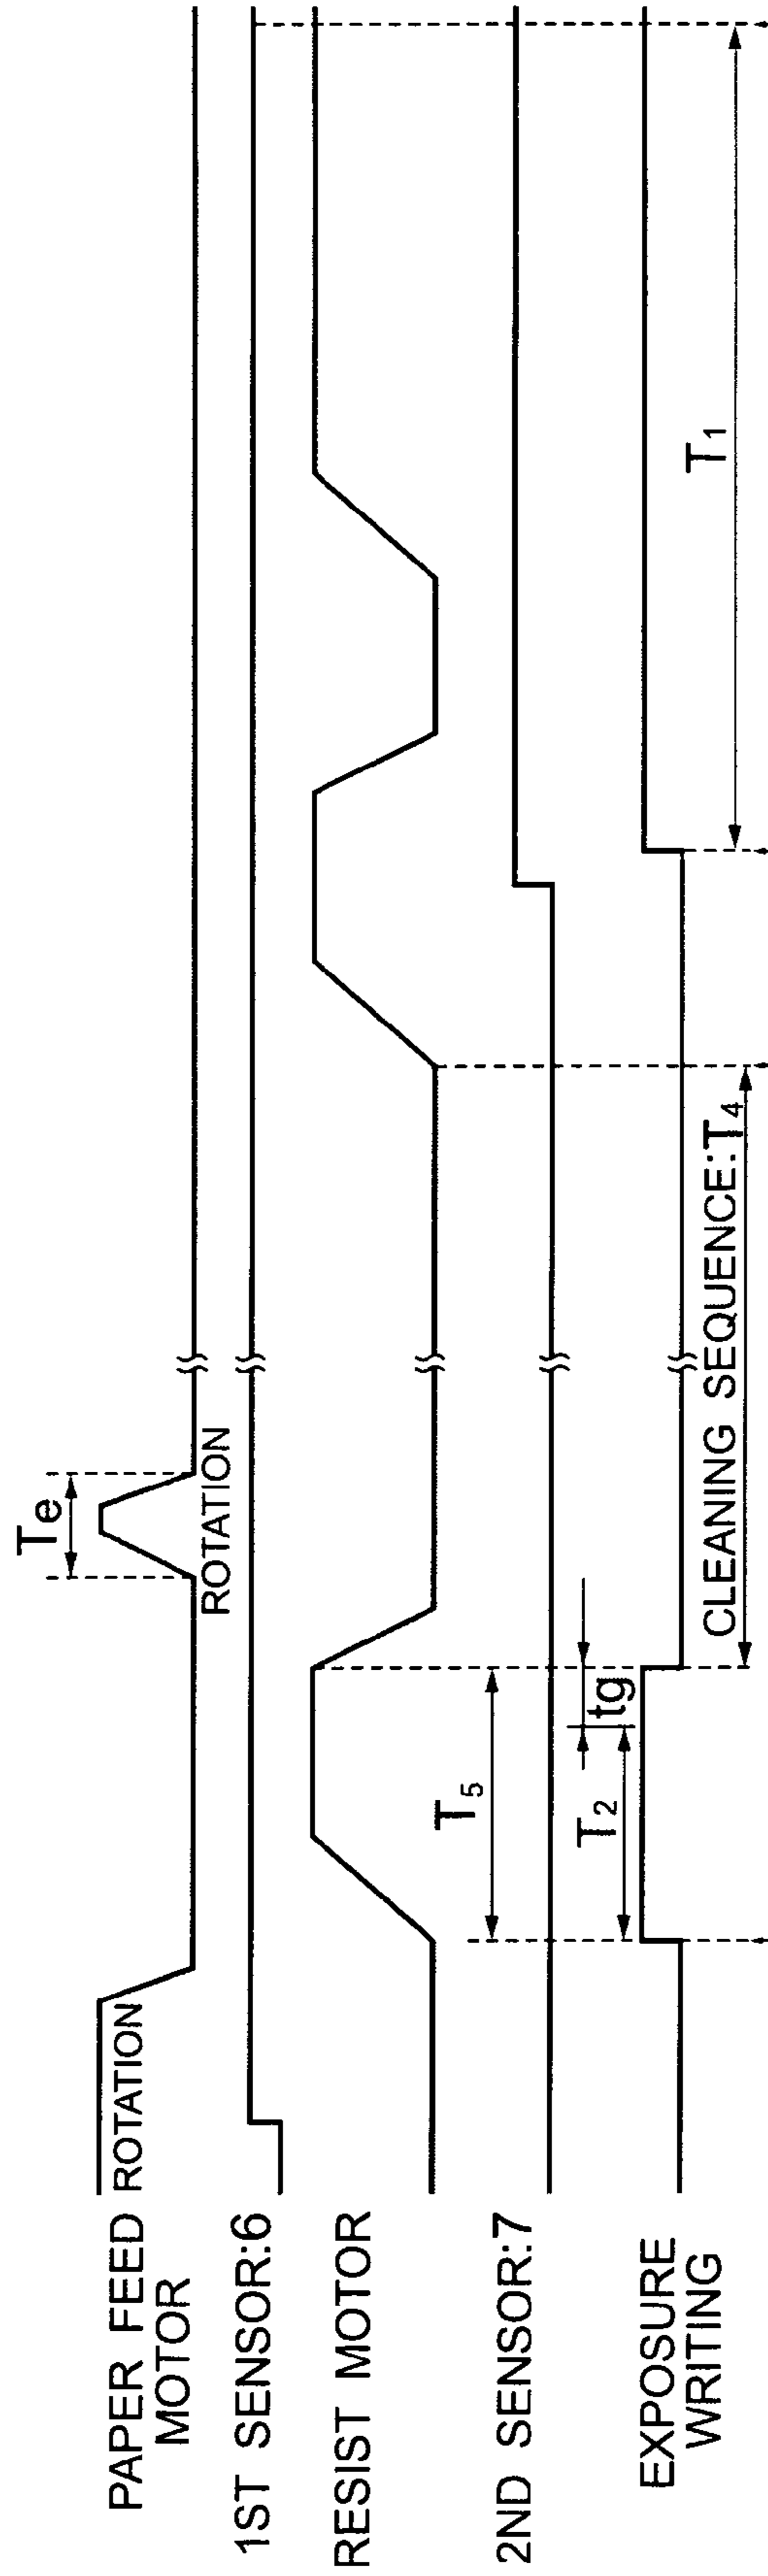 PAPER FEED
MOTOR
ROTATION
Te
ROTATION
1ST SENSOR:6
RESIST MOTOR
T5
2ND SENSOR:7
tg
T2
EXPOSURE
WRITING
CLEANING SEQUENCE:T4
T1